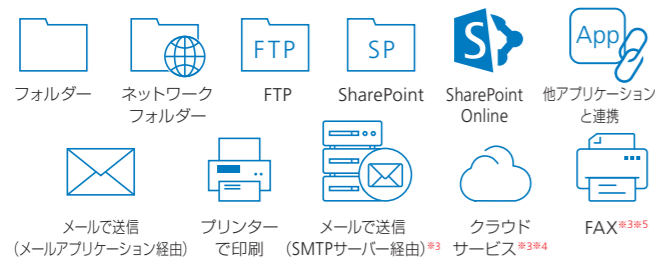 FTP
SP
S
App
フォルダー
ネットワーク
フォルダー
FTP
SharePoint
SharePoint
Online
他アプリケーション
と連携
メールで送信
(メールアプリケーション経由)
プリンター
で印刷
メールで送信
(SMTPサーバー経由)※3
クラウド
サービス※3※4
FAX※3※5